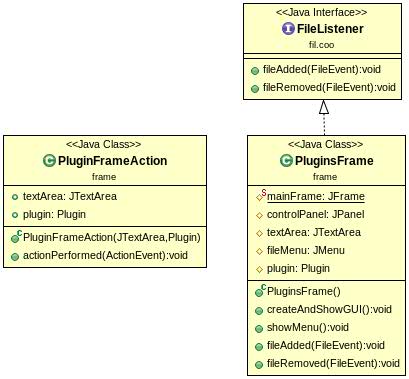 <<Java Interface>>
FileListener
fil.coo
fileAdded(FileEvent):void
fileRemoved(FileEvent):void
<<Java Class>>
PluginFrameAction
frame
textArea: JTextArea
plugin: Plugin
PluginFrameAction(JTextArea,Plugin)
actionPerformed(ActionEvent):void
<<Java Class>>
PluginsFrame
frame
mainFrame: JFrame
controlPanel: JPanel
textArea: JTextArea
fileMenu: JMenu
plugin: Plugin
PluginsFrame()
createAndShowGUI():void
showMenu():void
fileAdded(FileEvent):void
fileRemoved(FileEvent):void